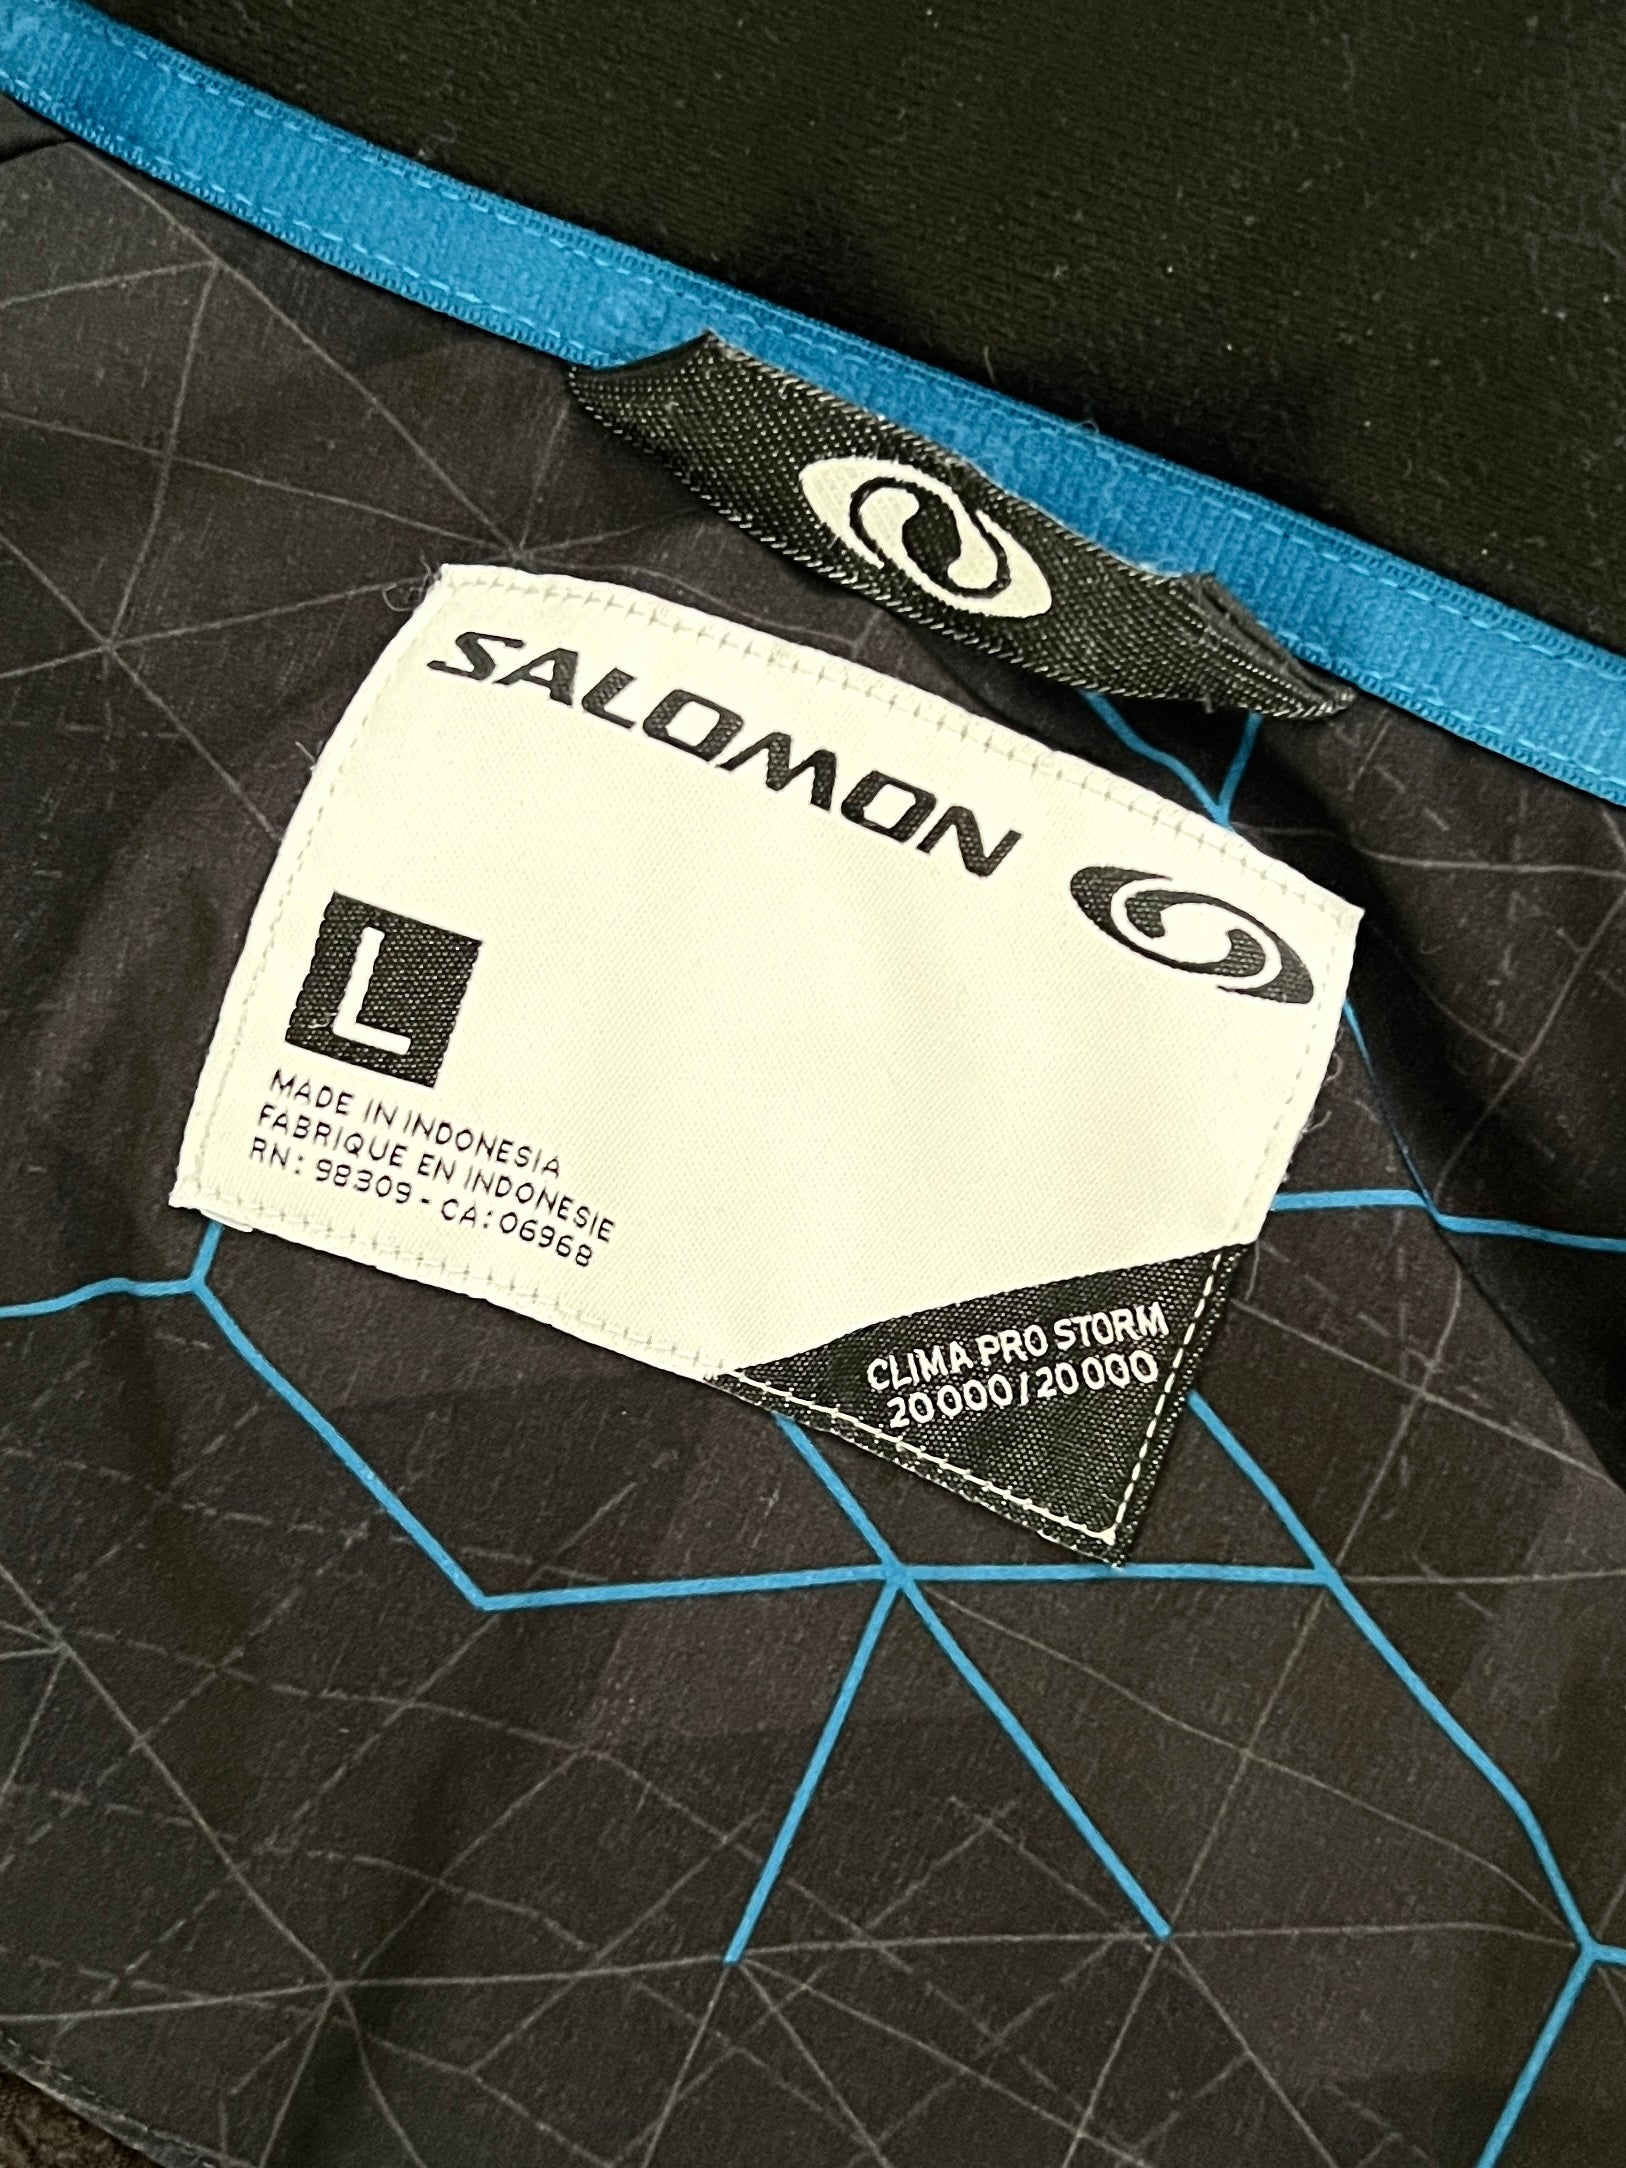 SALOMON
L
MADE IN INDONESIA
FABRIQUE EN INDONESIE
RN: 98309 - CA: 06968
CLIMA PRO STORM
20 000 / 20 000